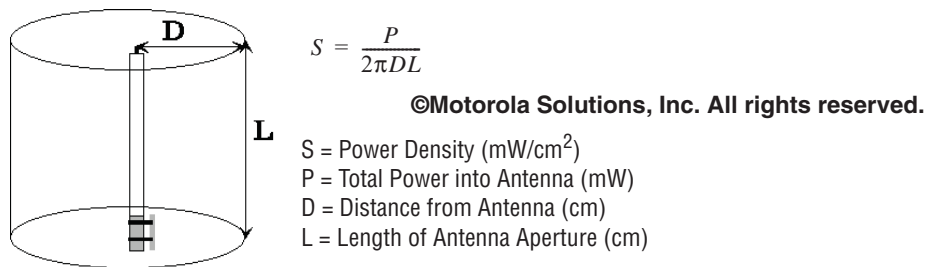 D
S = P / 2πDL
©Motorola Solutions, Inc. All rights reserved.
L
S = Power Density (mW/cm²)
P = Total Power into Antenna (mW)
D = Distance from Antenna (cm)
L = Length of Antenna Aperture (cm)